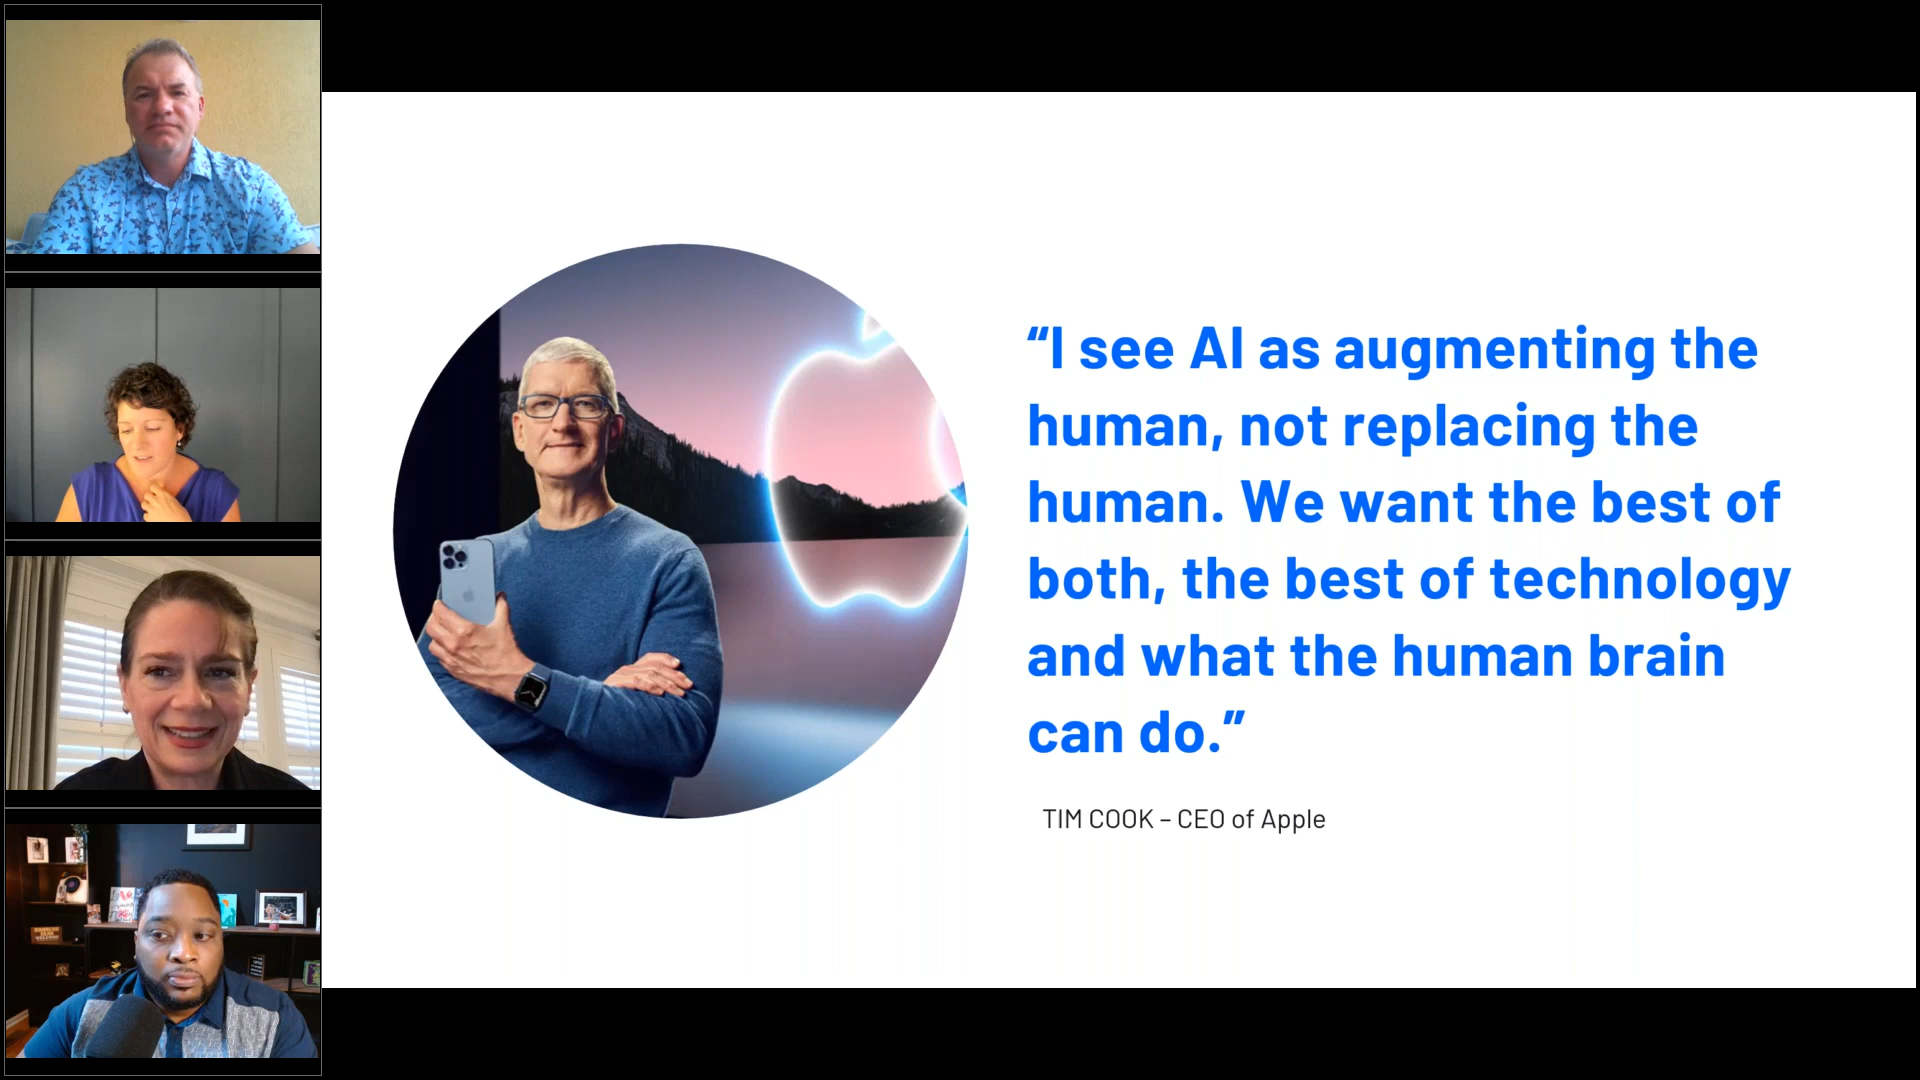 “I see AI as augmenting the
human, not replacing the
human. We want the best of
both, the best of technology
and what the human brain
can do.”
TIM COOK – CEO of Apple